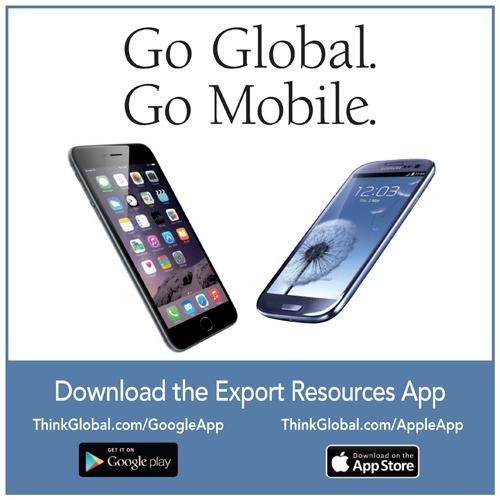 Go Global.
Go Mobile.
SAMSUNG
12:03
Download the Export Resources App
ThinkGlobal.com/GoogleApp
ThinkGlobal.com/AppleApp
GET IT ON
Google play
Download on the
App Store